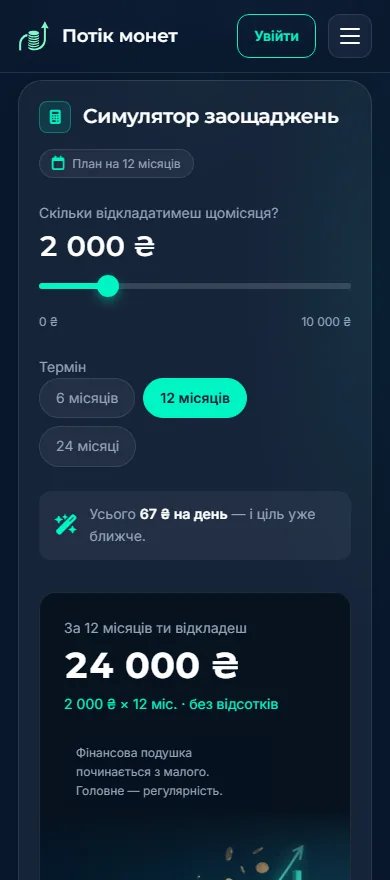 Потік монет
Увійти
Симулятор заощаджень
План на 12 місяців
Скільки відкладатимеш щомісяця?
2 000 ₴
0 ₴
10 000 ₴
Термін
6 місяців
12 місяців
24 місяці
Усього 67 ₴ на день — і ціль уже
ближче.
За 12 місяців ти відкладеш
24 000 ₴
2 000 ₴ × 12 міс. · без відсотків
Фінансова подушка
починається з малого.
Головне — регулярність.